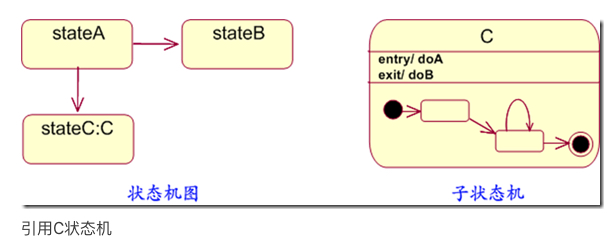 stateA
stateB
stateC:C
C
entry/ doA
exit/ doB
状态机图
子状态机
引用C状态机